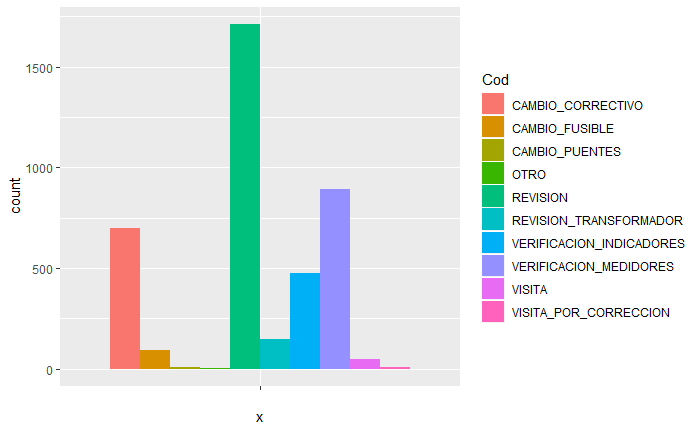 count
1500
1000
500
0
x
Cod
CAMBIO_CORRECTIVO
CAMBIO_FUSIBLE
CAMBIO_PUENTES
OTRO
REVISION
REVISION_TRANSFORMADOR
VERIFICACION_INDICADORES
VERIFICACION_MEDIDORES
VISITA
VISITA_POR_CORRECCION